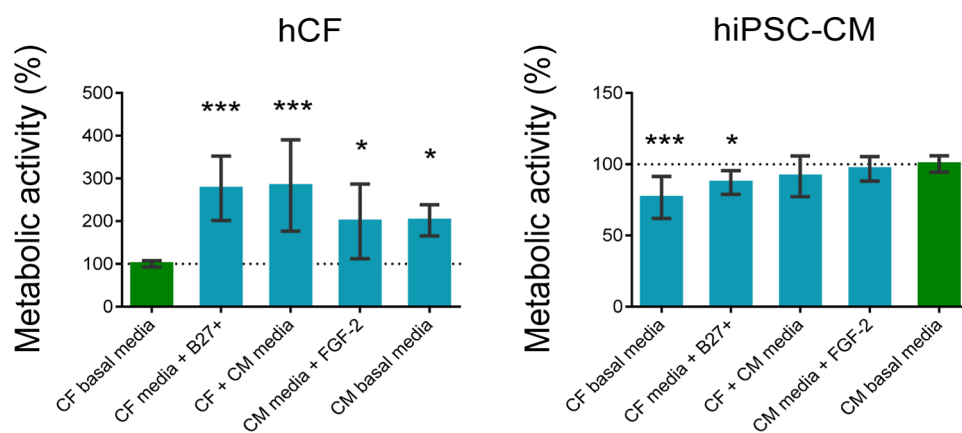 hCF
Metabolic activity (%)
500
400
300
200
100
0
***
***
*
*
CF basal media
CF media + B27+
CF + CM media
CM media + FGF-2
CM basal media
hiPSC-CM
Metabolic activity (%)
150
100
50
0
***
*
CF basal media
CF media + B27+
CF + CM media
CM media + FGF-2
CM basal media